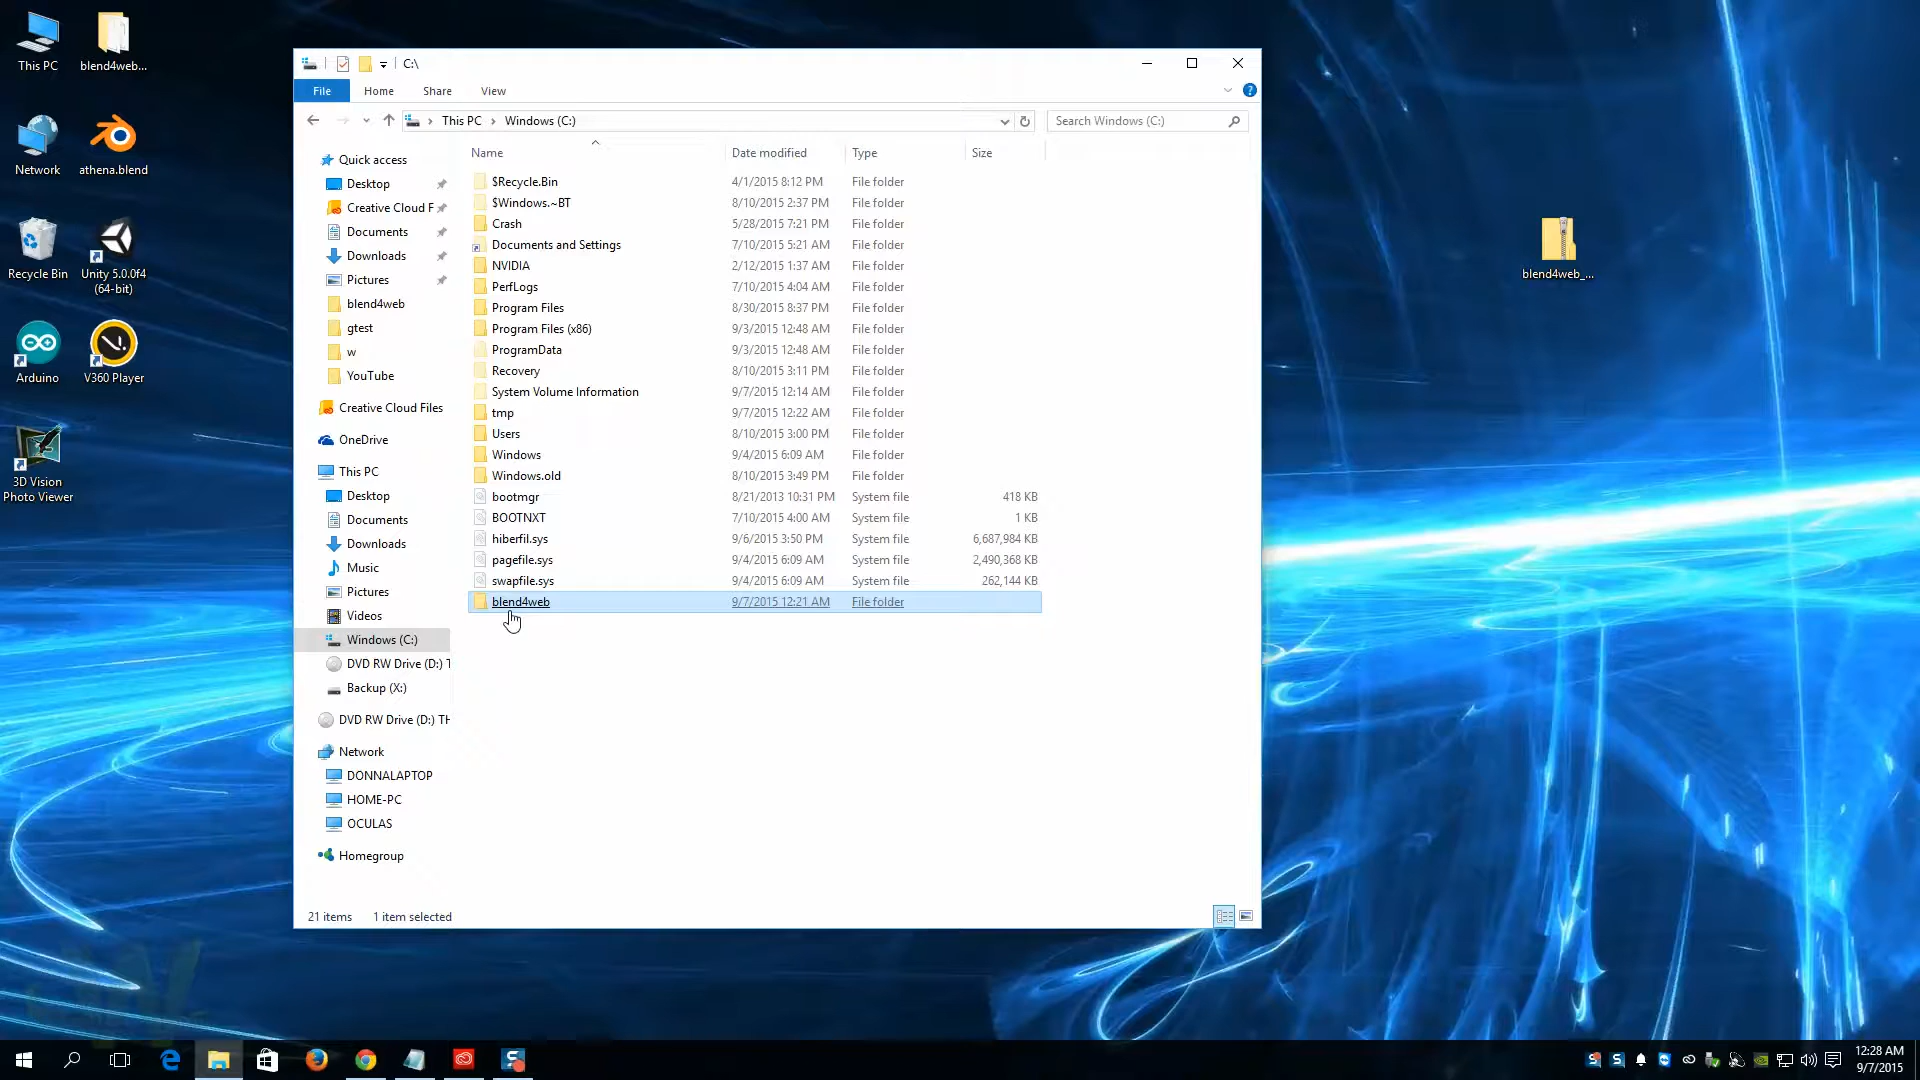 This PC
blend4web...
Network
athena.blend
Recycle Bin
Unity 5.0.0f4
(64-bit)
Arduino
V360 Player
3D Vision
Photo Viewer
C:\
File Home Share View
This PC Windows (C:)
Search Windows (C:)
Quick access
Desktop
Creative Cloud F
Documents
Downloads
Pictures
blend4web
gtest
w
YouTube
Creative Cloud Files
OneDrive
This PC
Desktop
Documents
Downloads
Music
Pictures
Videos
Windows (C:)
DVD RW Drive (D:) T
Backup (X:)
DVD RW Drive (D:) TH
Network
DONNALAPTOP
HOME-PC
OCULAS
Homegroup
Name Date modified Type Size
$Recycle.Bin 4/1/2015 8:12 PM File folder
$Windows.~BT 8/10/2015 2:37 PM File folder
Crash 5/28/2015 7:21 PM File folder
Documents and Settings 7/10/2015 5:21 AM File folder
NVIDIA 2/12/2015 1:37 AM File folder
PerfLogs 7/10/2015 4:04 AM File folder
Program Files 8/30/2015 8:37 PM File folder
Program Files (x86) 9/3/2015 12:48 AM File folder
ProgramData 9/3/2015 12:48 AM File folder
Recovery 8/10/2015 3:11 PM File folder
System Volume Information 9/7/2015 12:14 AM File folder
tmp 9/7/2015 12:22 AM File folder
Users 8/10/2015 3:00 PM File folder
Windows 9/4/2015 6:09 AM File folder
Windows.old 8/10/2015 3:49 PM File folder
bootmgr 8/21/2013 10:31 PM System file 418 KB
BOOTNXT 7/10/2015 4:00 AM System file 1 KB
hiberfil.sys 9/6/2015 3:50 PM System file 6,687,984 KB
pagefile.sys 9/4/2015 6:09 AM System file 2,490,368 KB
swapfile.sys 9/4/2015 6:09 AM System file 262,144 KB
blend4web 9/7/2015 12:21 AM File folder
21 items 1 item selected
blend4web_...
12:28 AM
9/7/2015